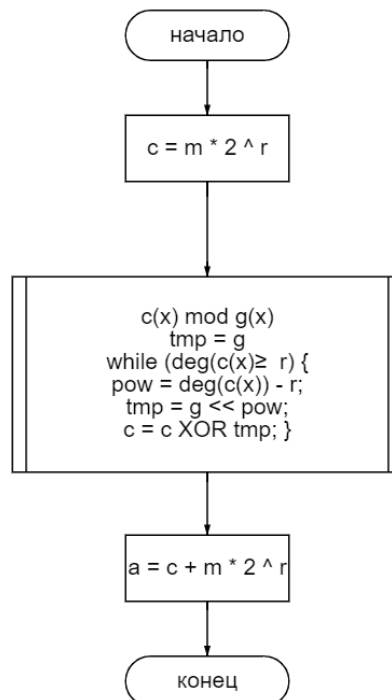 начало
c = m * 2 ^ r
c(x) mod g(x)
tmp = g
while (deg(c(x)≥ r) {
pow = deg(c(x)) - r;
tmp = g << pow;
c = c XOR tmp; }
a = c + m * 2 ^ r
конец